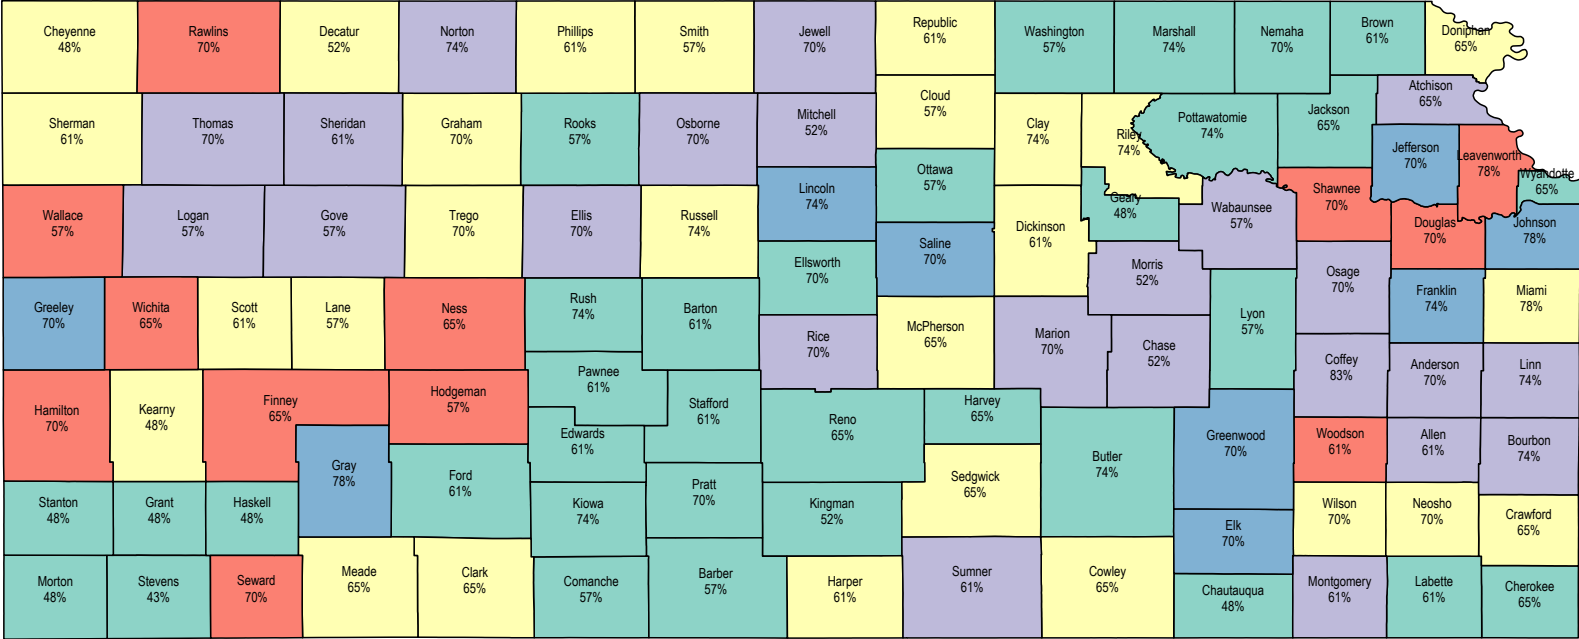 Cheyenne
48%
Rawlins
70%
Decatur
52%
Norton
74%
Phillips
61%
Smith
57%
Jewell
70%
Republic
61%
Washington
57%
Marshall
74%
Nemaha
70%
Brown
61%
Doniphan
65%
Atchison
65%
Sherman
61%
Thomas
70%
Sheridan
61%
Graham
70%
Rooks
57%
Osborne
70%
Mitchell
52%
Cloud
57%
Clay
74%
Riley
74%
Pottawatomie
74%
Jackson
65%
Jefferson
70%
Leavenworth
78%
Wyandotte
65%
Wallace
57%
Logan
57%
Gove
57%
Trego
70%
Ellis
70%
Russell
74%
Lincoln
74%
Ottawa
57%
Saline
70%
Dickinson
61%
Geary
48%
Wabaunsee
57%
Shawnee
70%
Douglas
70%
Johnson
78%
Greeley
70%
Wichita
65%
Scott
61%
Lane
57%
Ness
65%
Rush
74%
Barton
61%
Ellsworth
70%
Rice
70%
McPherson
65%
Marion
70%
Morris
52%
Chase
52%
Lyon
57%
Osage
70%
Franklin
74%
Miami
78%
Coffey
83%
Anderson
70%
Linn
74%
Hamilton
70%
Kearny
48%
Finney
65%
Hodgeman
57%
Pawnee
61%
Stafford
61%
Edwards
61%
Reno
65%
Harvey
65%
Gray
78%
Ford
61%
Butler
74%
Greenwood
70%
Woodson
61%
Allen
61%
Bourbon
74%
Stanton
48%
Grant
48%
Haskell
48%
Kiowa
74%
Pratt
70%
Kingman
52%
Sedgwick
65%
Elk
70%
Wilson
70%
Neosho
70%
Crawford
65%
Morton
48%
Stevens
43%
Seward
70%
Meade
65%
Clark
65%
Comanche
57%
Barber
57%
Harper
61%
Sumner
61%
Cowley
65%
Chautauqua
48%
Montgomery
61%
Labette
61%
Cherokee
65%